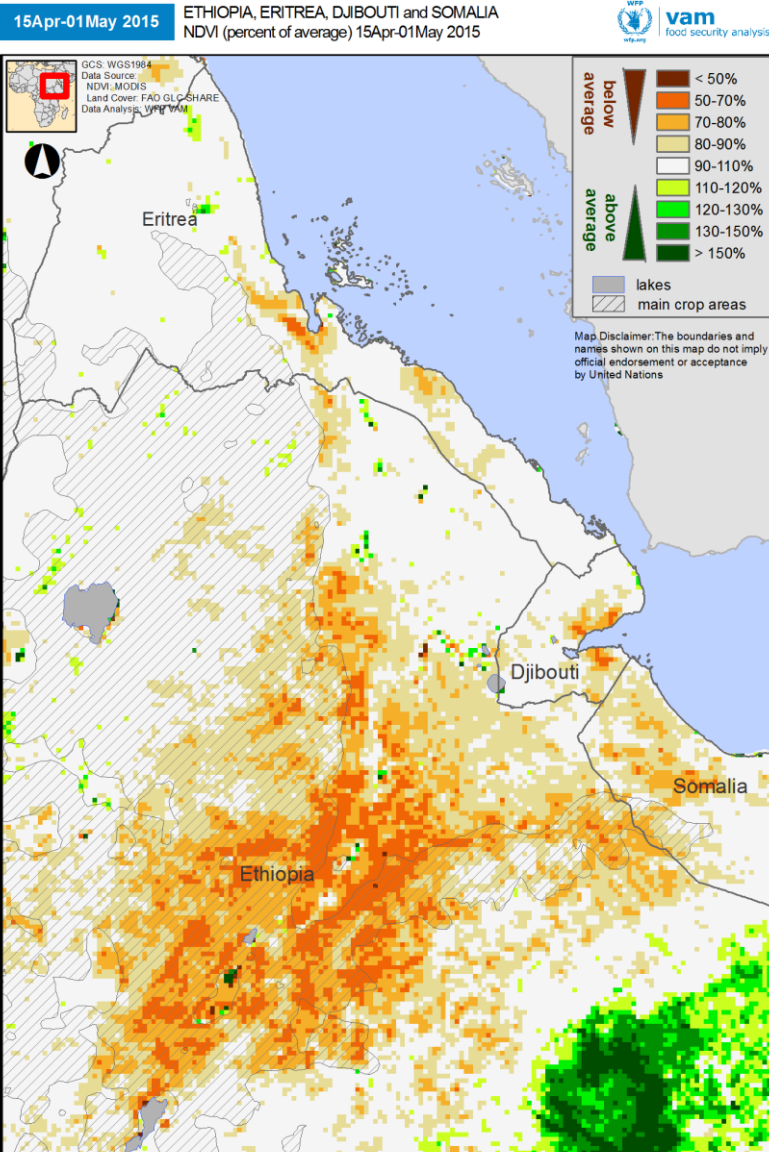 15Apr-01May 2015
ETHIOPIA, ERITREA, DJIBOUTI and SOMALIA
NDVI (percent of average) 15Apr-01May 2015
WFP
wfp.org
vam
food security analysis
GCS: WGS1984
Data Source:
NDVI: MODIS
Land Cover: FAO GLC-SHARE
Data Analysis: WFP VAM
below
average
above
average
< 50%
50-70%
70-80%
80-90%
90-110%
110-120%
120-130%
130-150%
> 150%
lakes
main crop areas
Map Disclaimer:The boundaries and
names shown on this map do not imply
official endorsement or acceptance
by United Nations
Eritrea
Djibouti
Somalia
Ethiopia